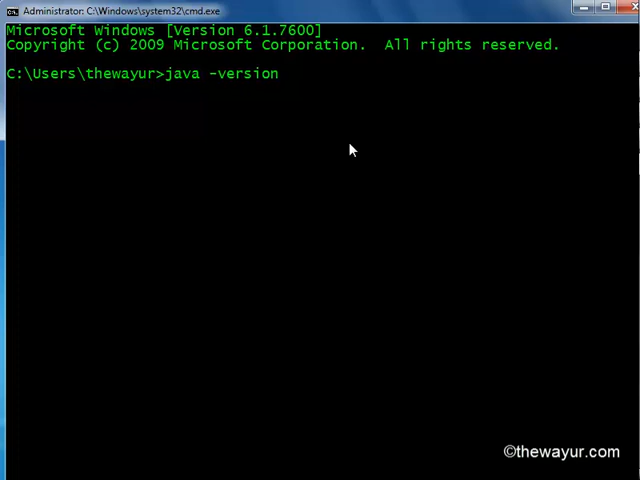 Administrator: C:\Windows\system32\cmd.exe
Microsoft Windows [Version 6.1.7600]
Copyright (c) 2009 Microsoft Corporation.  All rights reserved.
C:\Users\thewayur>java -version
©thewayur.com